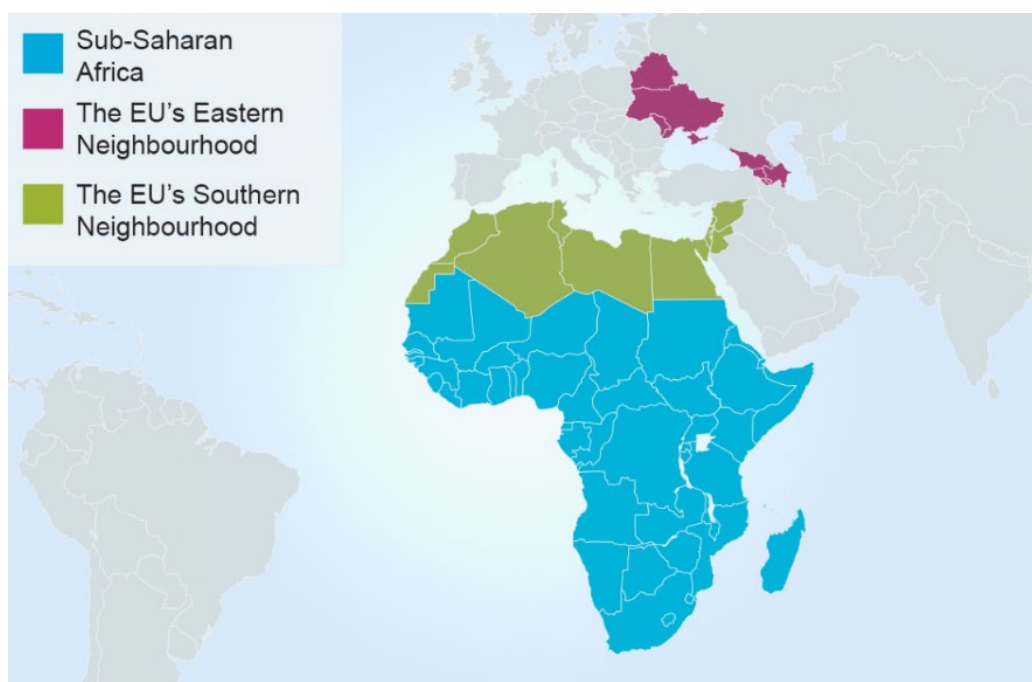 Sub-Saharan
Africa
The EU's Eastern
Neighbourhood
The EU's Southern
Neighbourhood